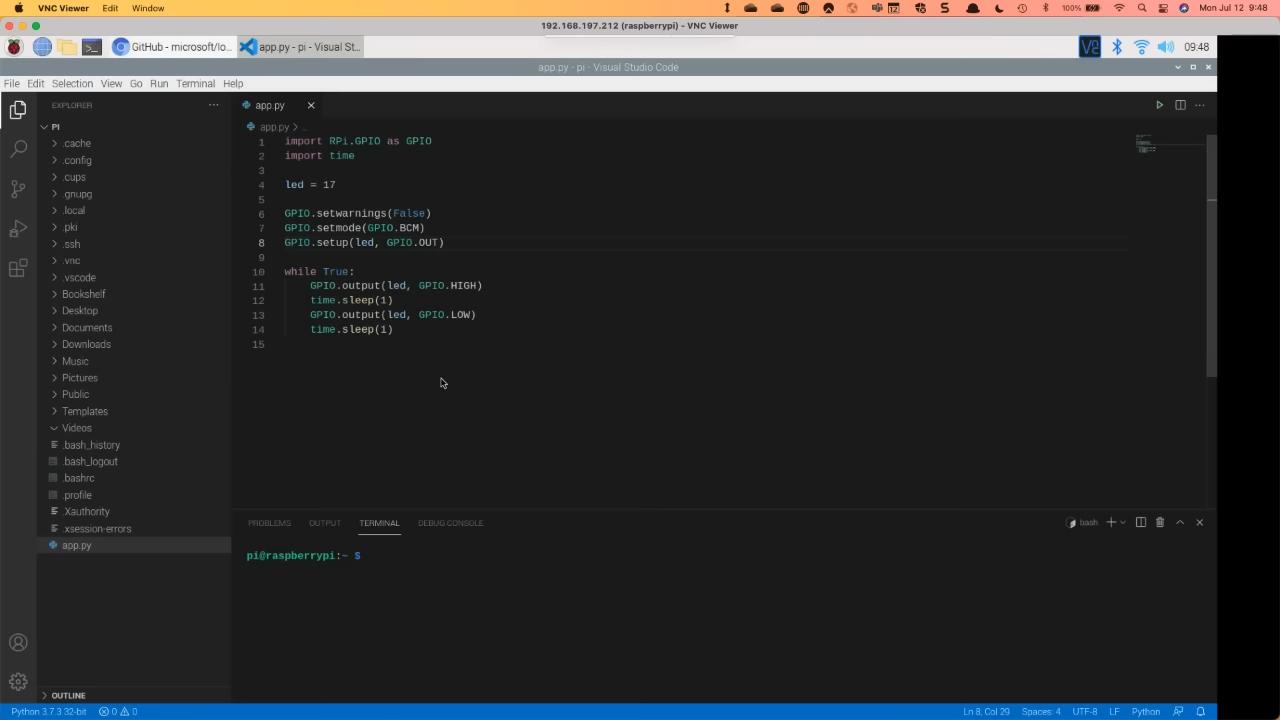 VNC Viewer Edit Window 100% Mon Jul 12 9:48
192.168.197.212 (raspberrypi) - VNC Viewer
GitHub - microsoft/Io... app.py - pi - Visual St... 09:48
app.py - pi - Visual Studio Code
File Edit Selection View Go Run Terminal Help
EXPLORER ... app.py
PI
app.py > ...
.cache
.config
.cups
.gnupg
.local
.pki
.ssh
.vnc
.vscode
Bookshelf
Desktop
Documents
Downloads
Music
Pictures
Public
Templates
Videos
.bash_history
.bash_logout
.bashrc
.profile
.Xauthority
.xsession-errors
app.py
OUTLINE
1 import RPi.GPIO as GPIO
2 import time
3
4 led = 17
5
6 GPIO.setwarnings(False)
7 GPIO.setmode(GPIO.BCM)
8 GPIO.setup(led, GPIO.OUT)
9
10 while True:
11 GPIO.output(led, GPIO.HIGH)
12 time.sleep(1)
13 GPIO.output(led, GPIO.LOW)
14 time.sleep(1)
15
PROBLEMS OUTPUT TERMINAL DEBUG CONSOLE bash
pi@raspberrypi:~ $
Python 3.7.3 32-bit 0 0 Ln 8, Col 29 Spaces: 4 UTF-8 LF Python